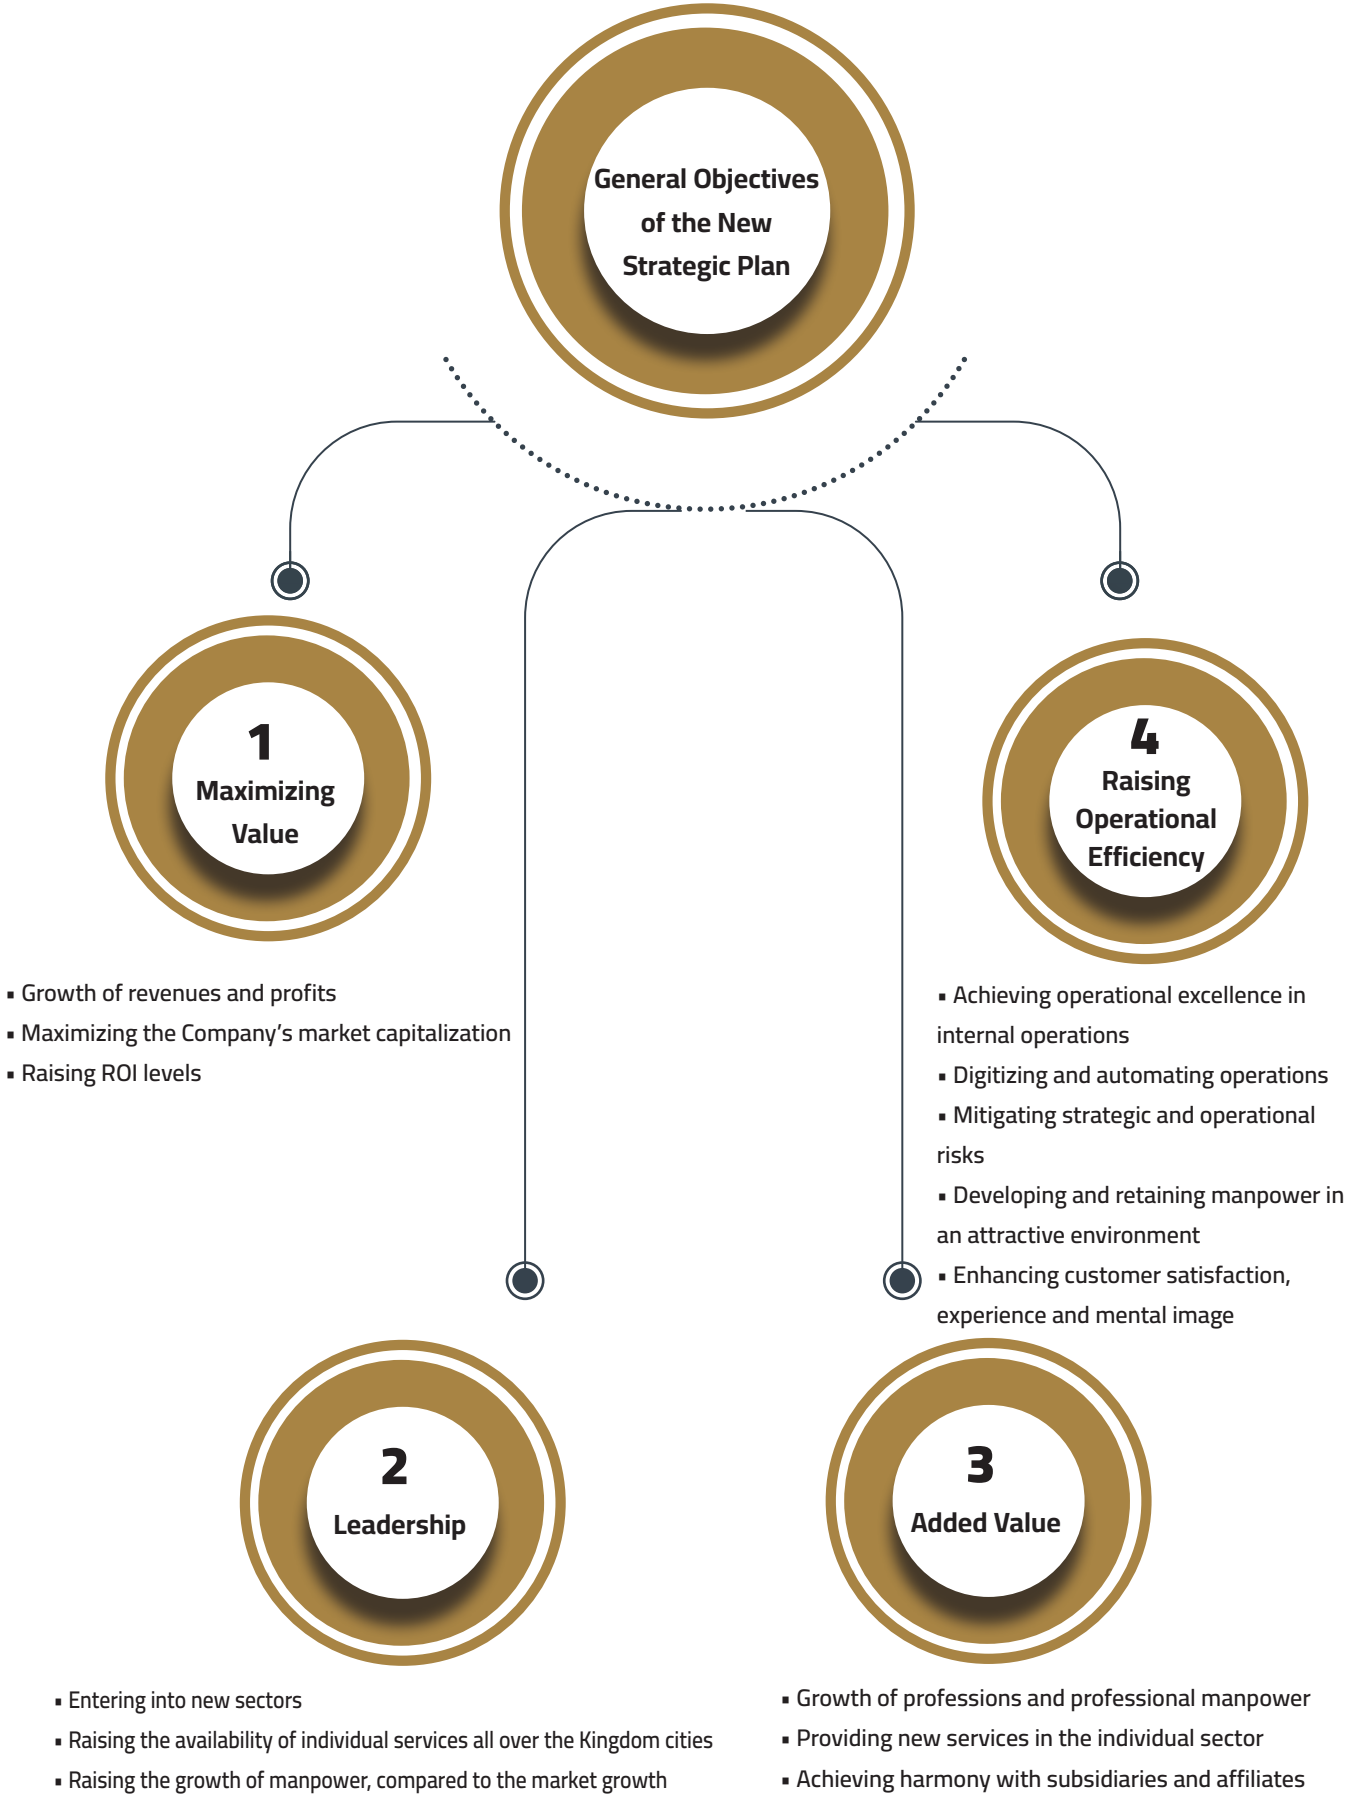 General Objectives
of the New
Strategic Plan
1
Maximizing
Value
▪ Growth of revenues and profits
▪ Maximizing the Company's market capitalization
▪ Raising ROI levels
4
Raising
Operational
Efficiency
▪ Achieving operational excellence in
internal operations
▪ Digitizing and automating operations
▪ Mitigating strategic and operational
risks
▪ Developing and retaining manpower in
an attractive environment
▪ Enhancing customer satisfaction,
experience and mental image
2
Leadership
▪ Entering into new sectors
▪ Raising the availability of individual services all over the Kingdom cities
▪ Raising the growth of manpower, compared to the market growth
3
Added Value
▪ Growth of professions and professional manpower
▪ Providing new services in the individual sector
▪ Achieving harmony with subsidiaries and affiliates